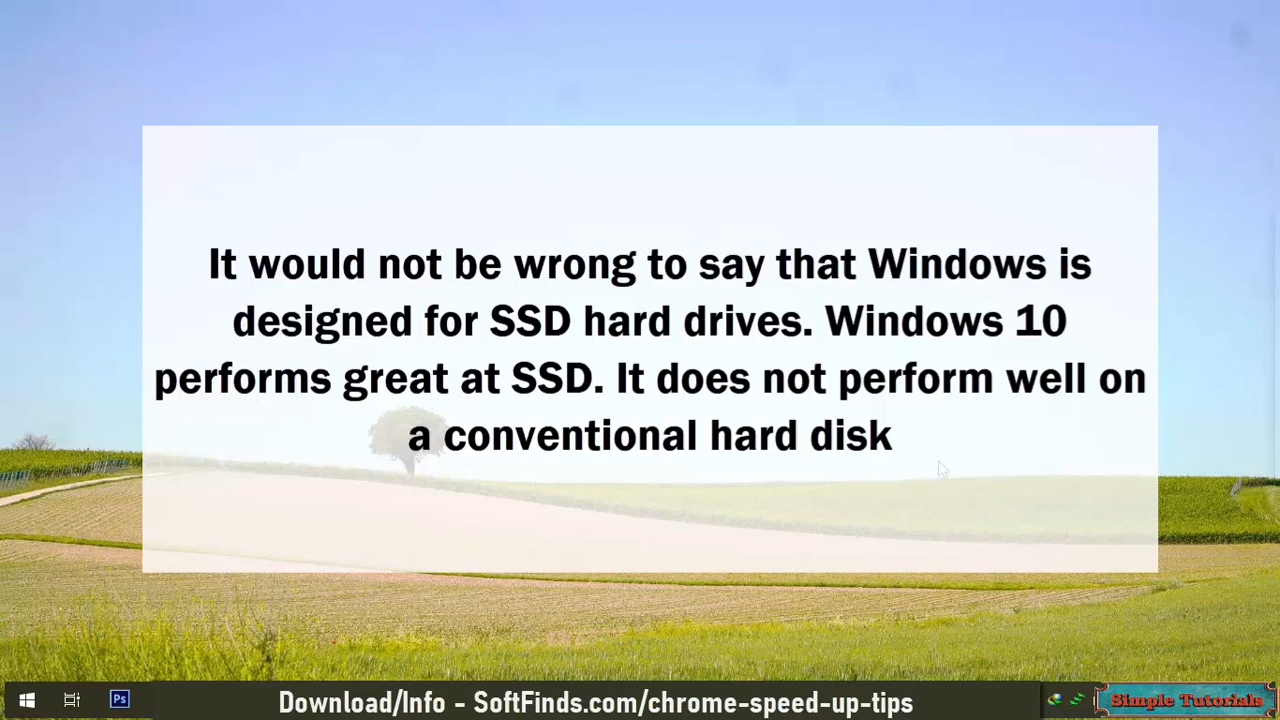 It would not be wrong to say that Windows is
designed for SSD hard drives. Windows 10
performs great at SSD. It does not perform well on
a conventional hard disk
Ps
Download/Info - SoftFinds.com/chrome-speed-up-tips
Simple Tutorials